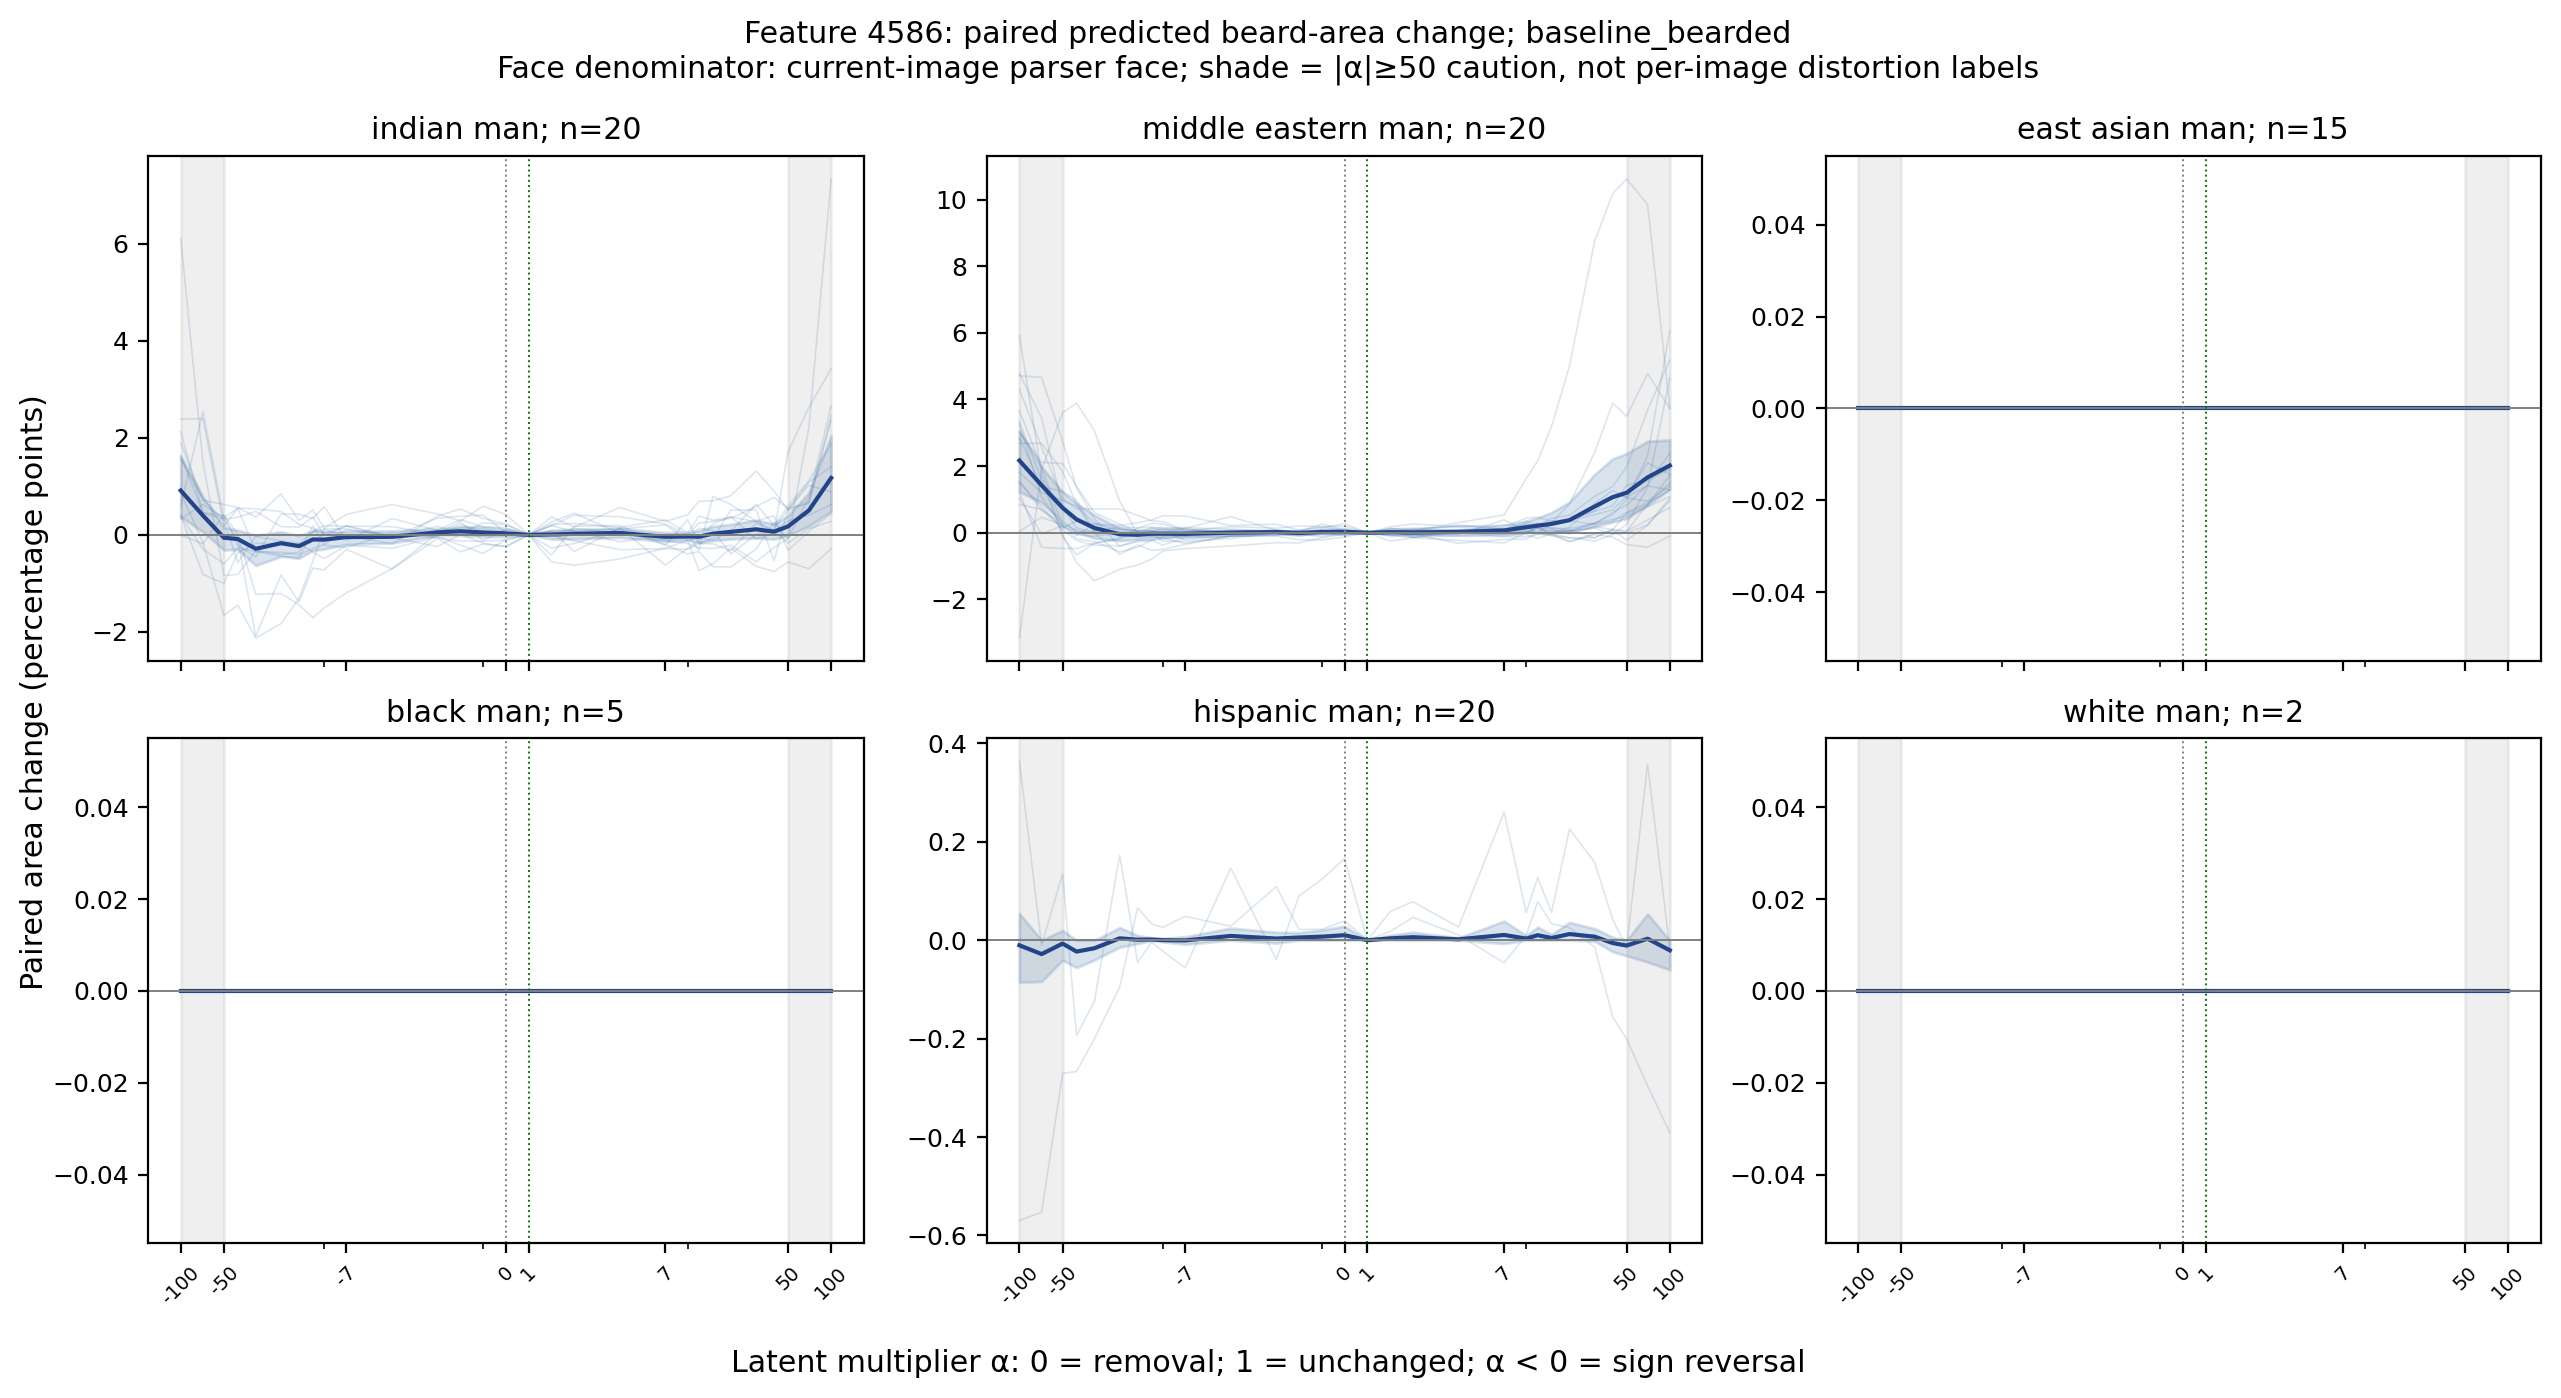 Feature 4586: paired predicted beard-area change; baseline_bearded
Face denominator: current-image parser face; shade = |α|≥50 caution, not per-image distortion labels
indian man; n=20
6
4
2
0
−2
middle eastern man; n=20
10
8
6
4
2
0
−2
east asian man; n=15
0.04
0.02
0.00
−0.02
−0.04
Paired area change (percentage points)
black man; n=5
0.04
0.02
0.00
−0.02
−0.04
-100 -50 -7 0 1 7 50 100
hispanic man; n=20
0.4
0.2
0.0
−0.2
−0.4
−0.6
-100 -50 -7 0 1 7 50 100
white man; n=2
0.04
0.02
0.00
−0.02
−0.04
-100 -50 -7 0 1 7 50 100
Latent multiplier α: 0 = removal; 1 = unchanged; α < 0 = sign reversal